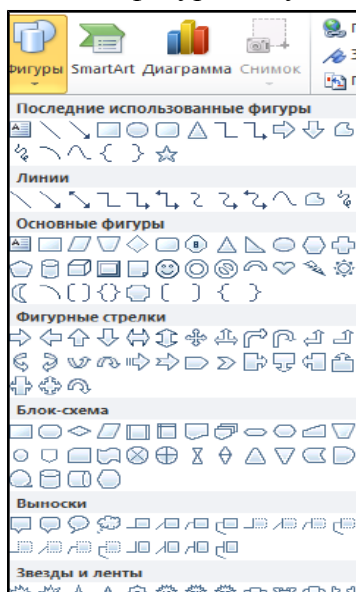 Фигуры SmartArt Диаграмма Снимок
Последние использованные фигуры
Линии
Основные фигуры
Фигурные стрелки
Блок-схема
Выноски
Звезды и ленты